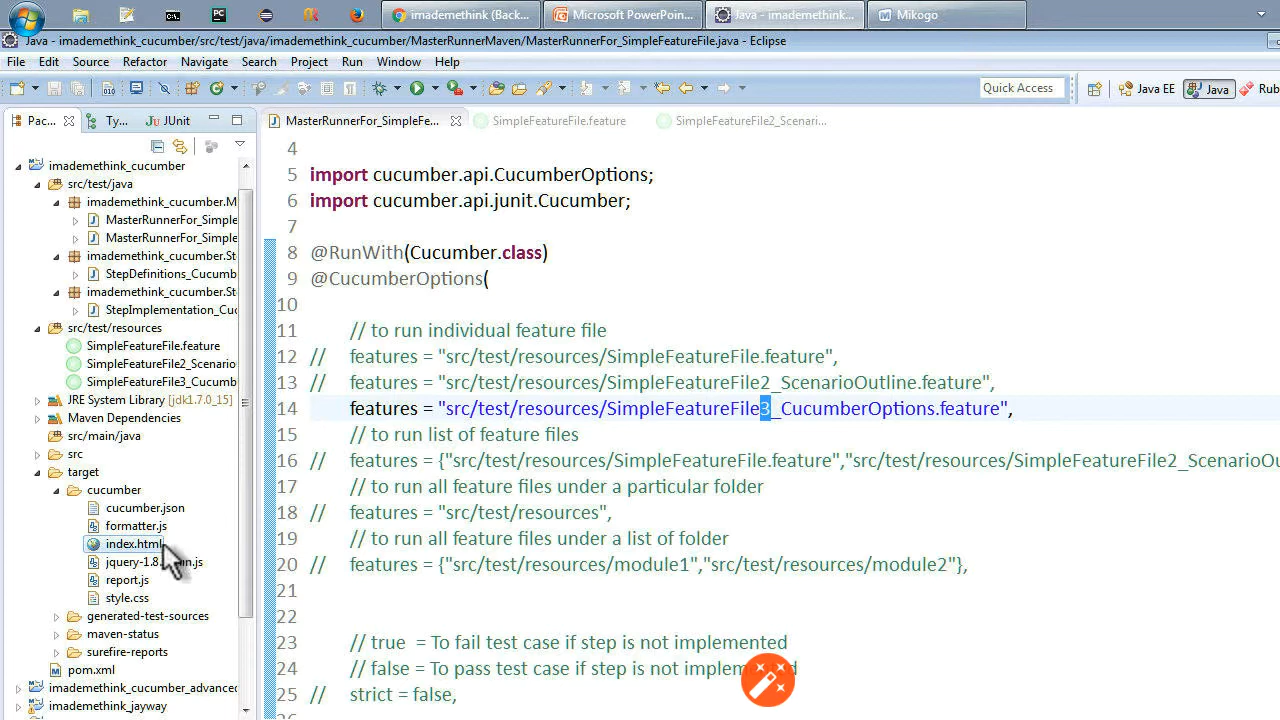 imademethink (Back...
Microsoft PowerPoin...
Java - imademethink...
Mikogo
Java - imademethink_cucumber/src/test/java/imademethink_cucumber/MasterRunnerMaven/MasterRunnerFor_SimpleFeatureFile.java - Eclipse
File Edit Source Refactor Navigate Search Project Run Window Help
Quick Access
Java EE
Java
Rub
Pac...
Ty...
JUnit
MasterRunnerFor_SimpleFe...
SimpleFeatureFile.feature
SimpleFeatureFile2_Scenari...
imademethink_cucumber
src/test/java
imademethink_cucumber.M
MasterRunnerFor_Simple
MasterRunnerFor_Simple
imademethink_cucumber.St
StepDefinitions_Cucumb
imademethink_cucumber.St
StepImplementation_Cuc
src/test/resources
SimpleFeatureFile.feature
SimpleFeatureFile2_Scenario
SimpleFeatureFile3_Cucumb
JRE System Library [jdk1.7.0_15]
Maven Dependencies
src/main/java
src
target
cucumber
cucumber.json
formatter.js
index.html
report.js
style.css
generated-test-sources
maven-status
surefire-reports
pom.xml
imademethink_cucumber_advanced
imademethink_jayway
4
5 import cucumber.api.CucumberOptions;
6 import cucumber.api.junit.Cucumber;
7
8 @RunWith(Cucumber.class)
9 @CucumberOptions(
10
11 // to run individual feature file
12 // features = "src/test/resources/SimpleFeatureFile.feature",
13 // features = "src/test/resources/SimpleFeatureFile2_ScenarioOutline.feature",
14 features = "src/test/resources/SimpleFeatureFile3_CucumberOptions.feature",
15 // to run list of feature files
16 // features = {"src/test/resources/SimpleFeatureFile.feature","src/test/resources/SimpleFeatureFile2_ScenarioO
17 // to run all feature files under a particular folder
18 // features = "src/test/resources",
19 // to run all feature files under a list of folder
20 // features = {"src/test/resources/module1","src/test/resources/module2"},
21
22
23 // true = To fail test case if step is not implemented
24 // false = To pass test case if step is not implemented
25 // strict = false,